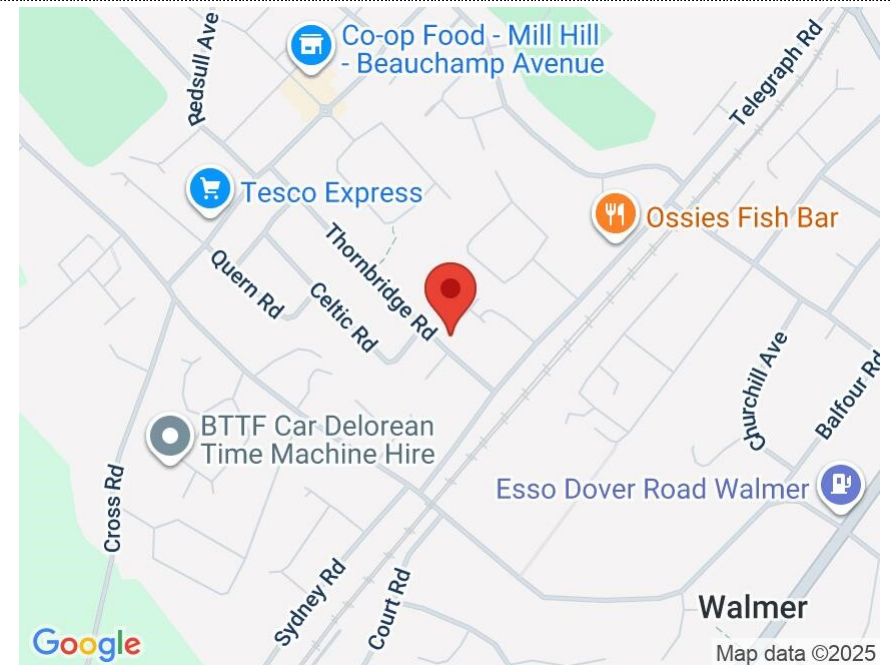 Redsull Ave
Co-op Food - Mill Hill
- Beauchamp Avenue
Telegraph Rd
Tesco Express
Ossies Fish Bar
Thornbridge Rd
Quern Rd
Celtic Rd
Churchill Ave
Balfour Rd
BTTF Car Delorean
Time Machine Hire
Cross Rd
Esso Dover Road Walmer
Sydney Rd
Court Rd
Walmer
Google
Map data ©2025